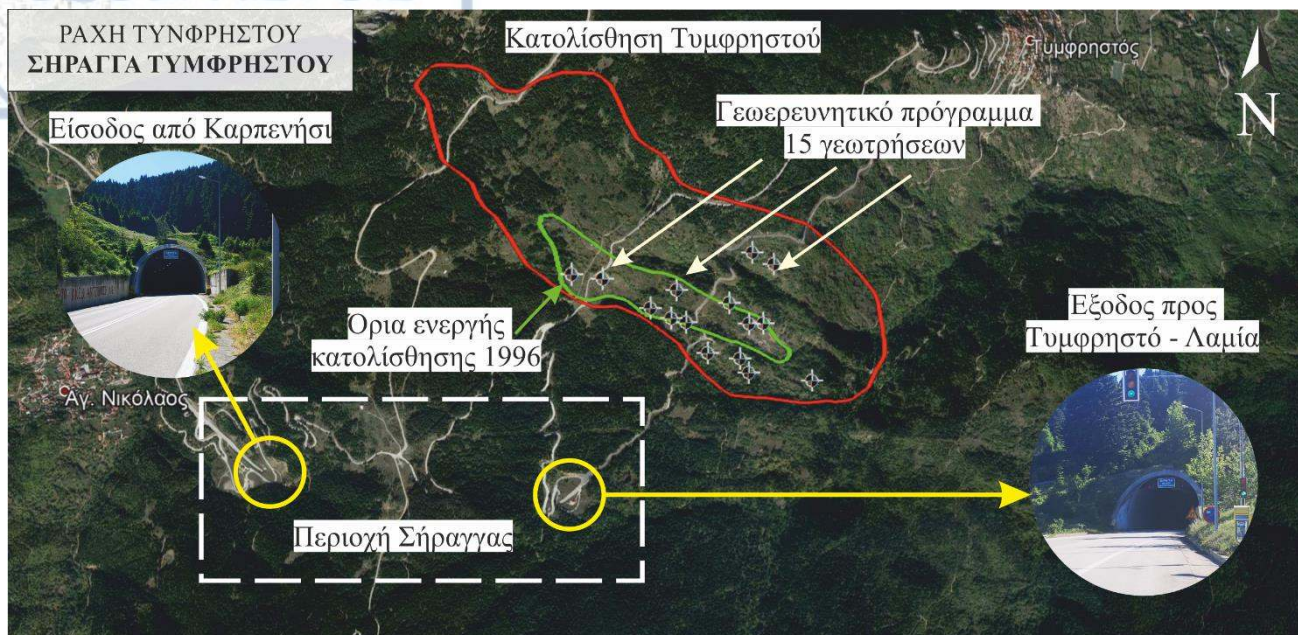 ΡΑΧΗ ΤΥΝΦΡΗΣΤΟΥ
ΣΗΡΑΓΓΑ ΤΥΜΦΡΗΣΤΟΥ
Κατολίσθηση Τυμφρηστού
Τυμφρηστός
Είσοδος από Καρπενήσι
Γεωερευνητικό πρόγραμμα
15 γεωτρήσεων
N
Όρια ενεργής
κατολίσθησης 1996
Έξοδος προς
Τυμφρηστό - Λαμία
Αγ. Νικόλαος
Περιοχή Σήραγγας